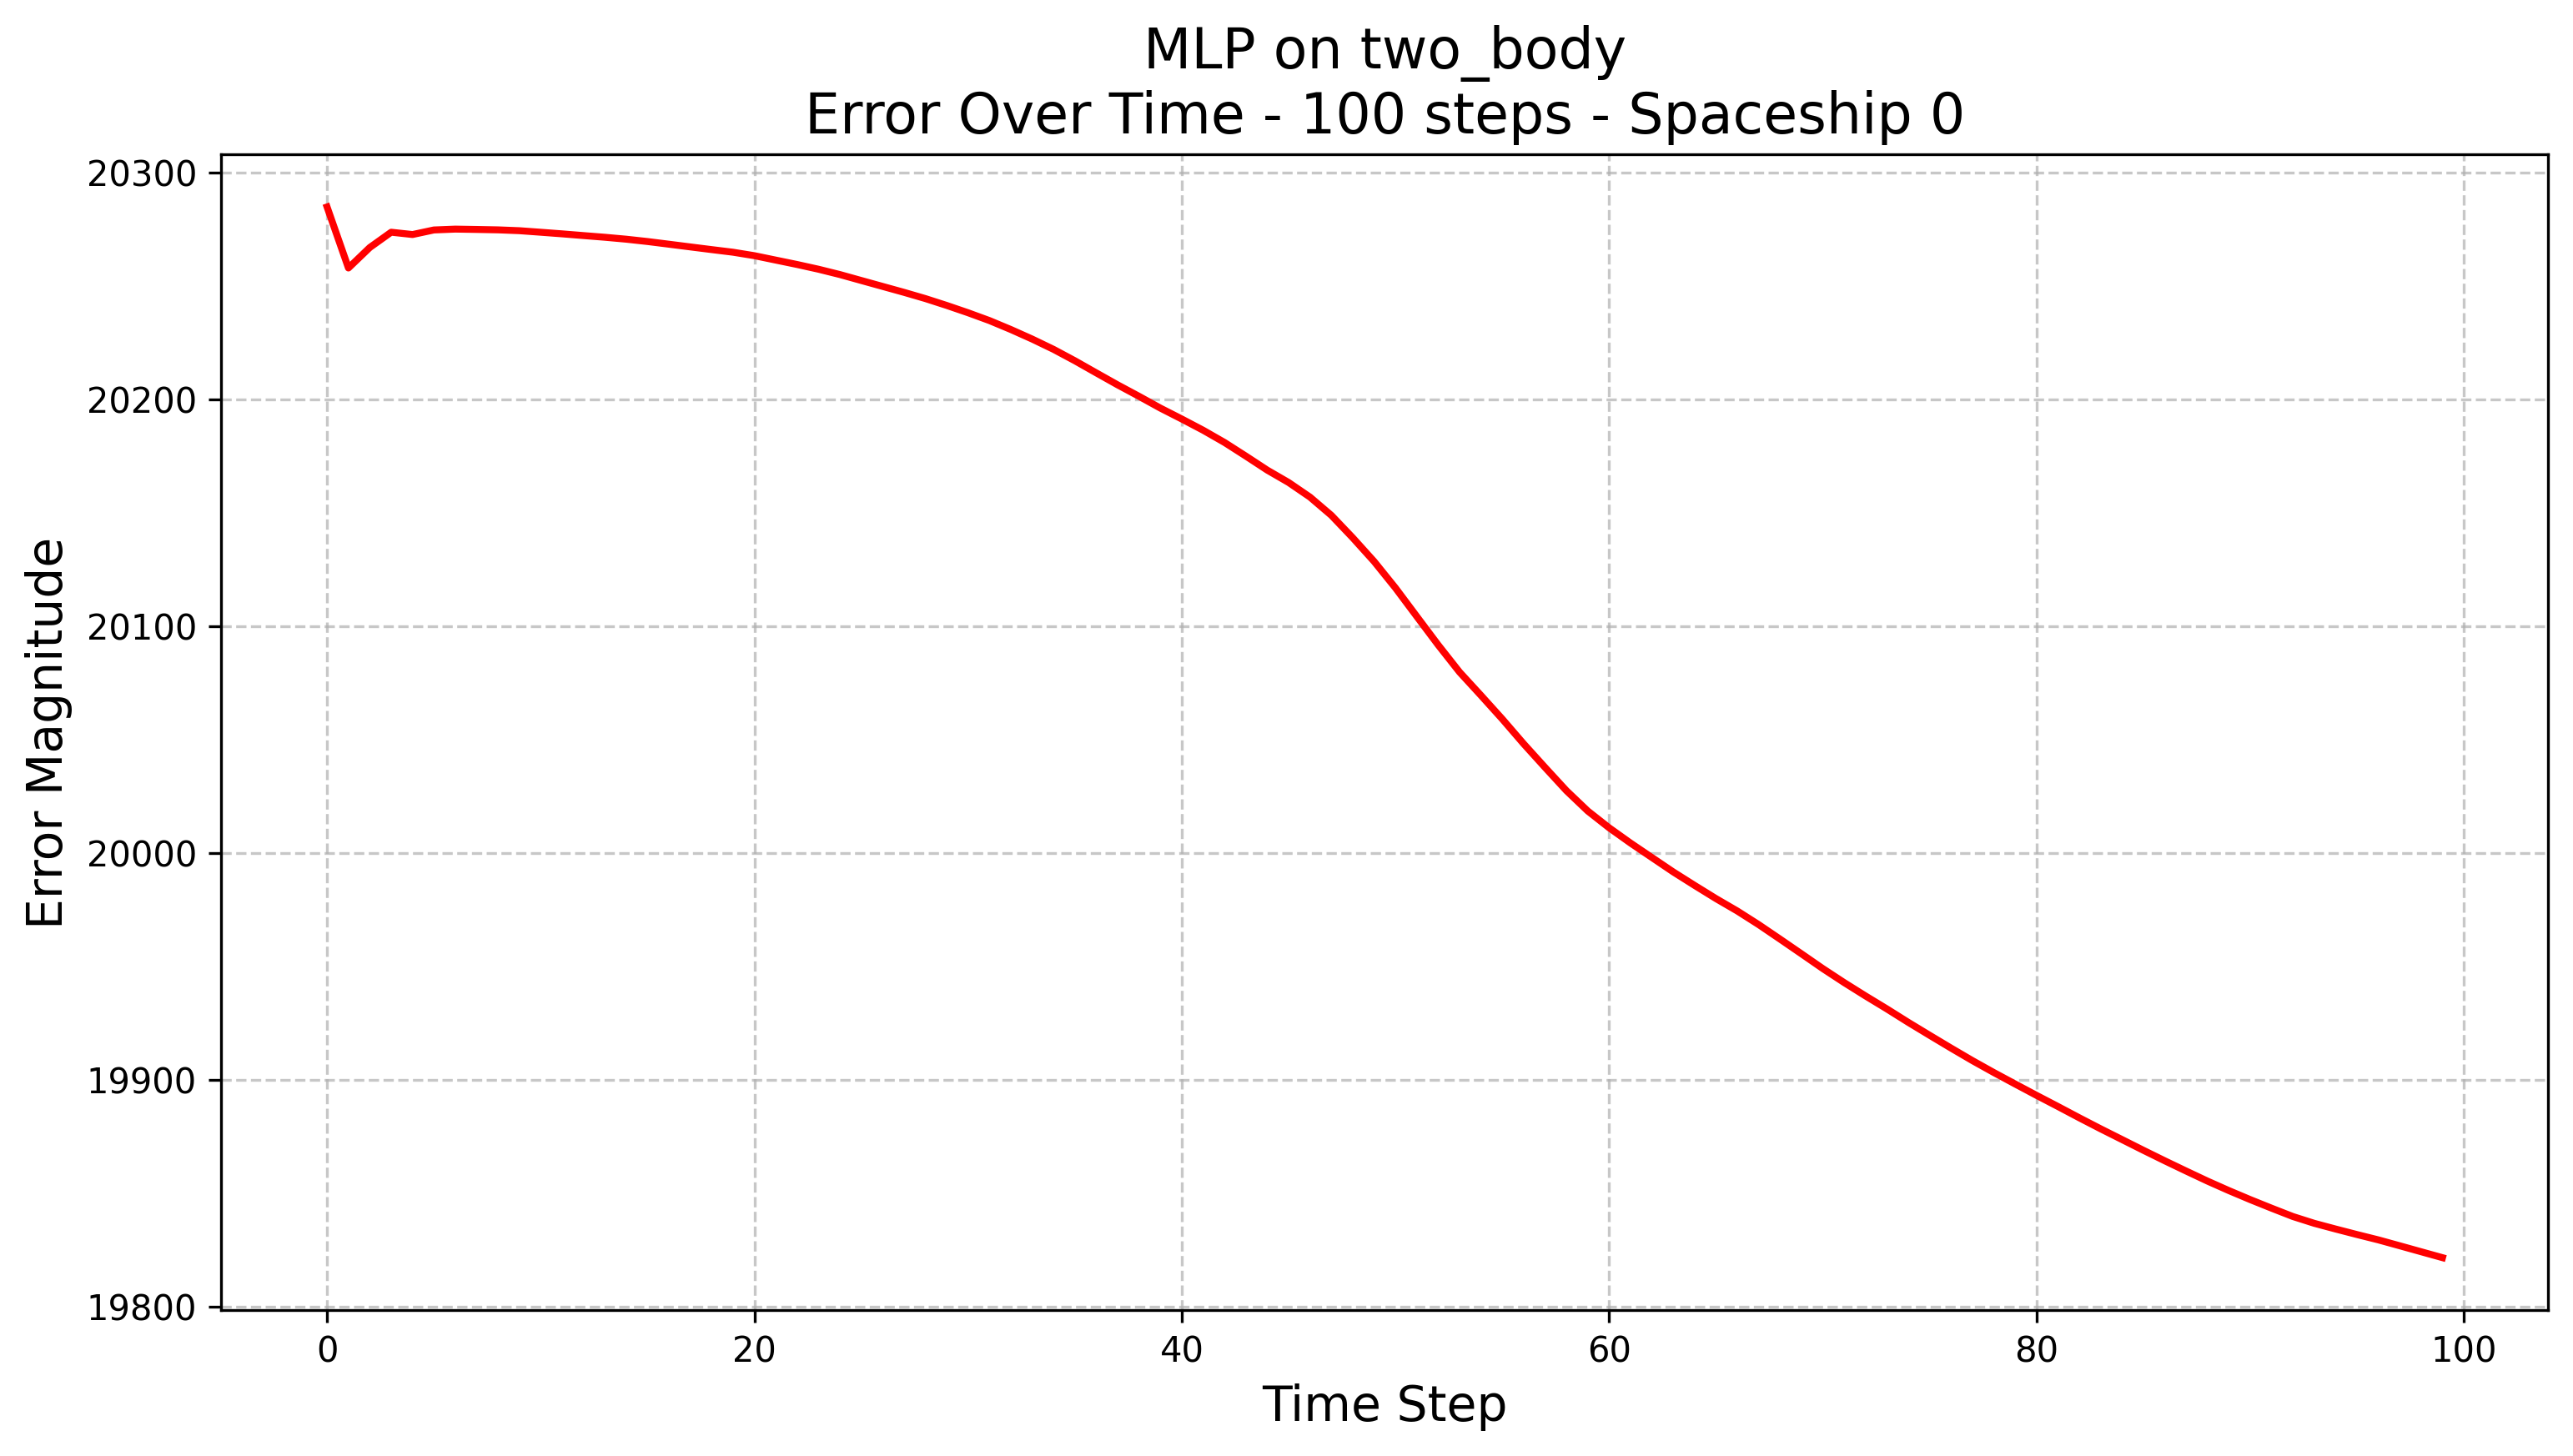 MLP on two_body
Error Over Time - 100 steps - Spaceship 0
Error Magnitude
20300
20200
20100
20000
19900
19800
0 20 40 60 80 100
Time Step